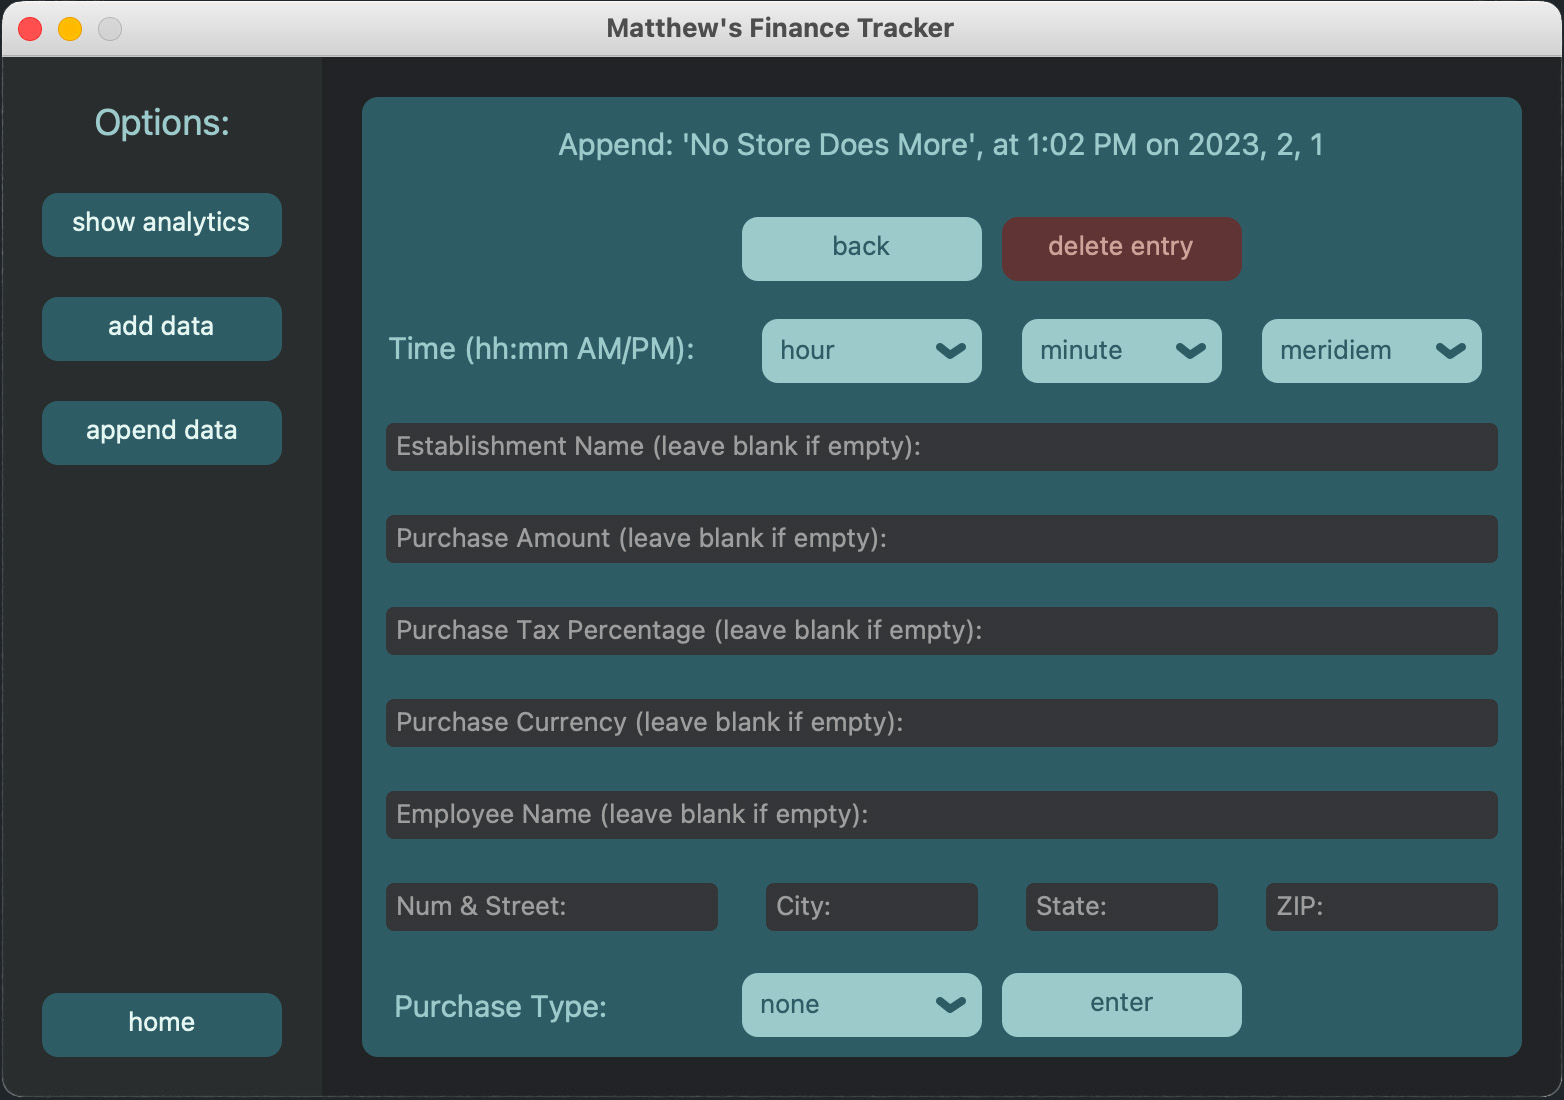 Matthew's Finance Tracker
Options:
show analytics
add data
append data
home
Append: 'No Store Does More', at 1:02 PM on 2023, 2, 1
back
delete entry
Time (hh:mm AM/PM):
hour
minute
meridiem
Establishment Name (leave blank if empty):
Purchase Amount (leave blank if empty):
Purchase Tax Percentage (leave blank if empty):
Purchase Currency (leave blank if empty):
Employee Name (leave blank if empty):
Num & Street:
City:
State:
ZIP:
Purchase Type:
none
enter